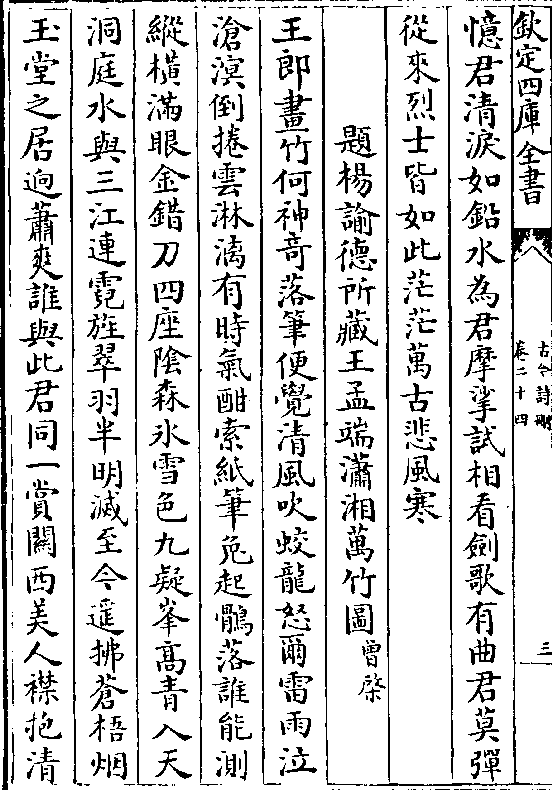 欽定四庫全書
古今詩刪
卷二十四
三
憶君清淚如鉛水為君摩挲試相看劍歌有曲君莫彈
從來烈士皆如此茫茫萬古悲風寒
題楊諭德所藏王孟端瀟湘萬竹圖 曾棨
王郎畫竹何神竒落筆便覺清風吹蛟龍怒鬬雷雨泣
滄溟倒捲雲淋漓有時氣酣索紙筆兔起鶻落誰能測
縱橫滿眼金錯刀四座陰森氷雪色九疑峯髙青入天
洞庭水與三江連霓旌翠羽半明滅至今遥拂蒼梧烟
玉堂之居逈蕭爽誰與此君同一賞關西美人襟抱清